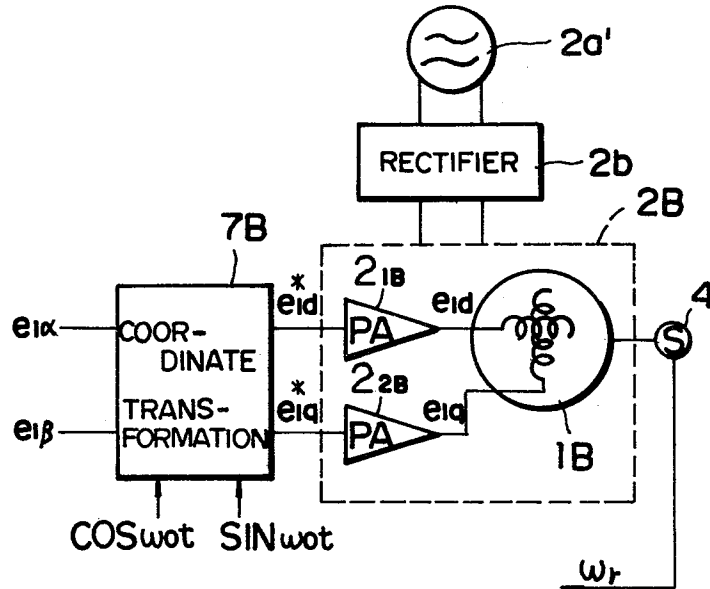 2a'
RECTIFIER
2b
2B
7B
e1α
COOR-
DINATE
e1d*
2 1B
PA
e1d
4
S
e1β
TRANS-
FORMATION
e1q*
2 2B
PA
e1q
1B
COSωot
SINωot
ωr